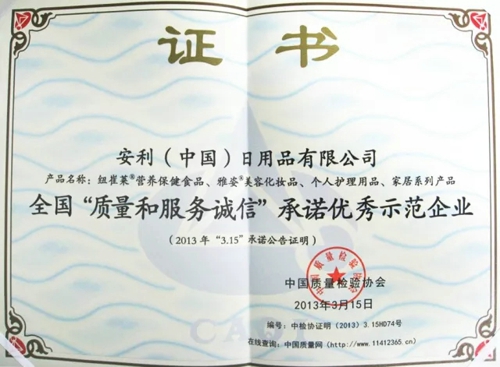 证书
安利（中国）日用品有限公司
产品名称：纽崔莱®营养保健食品、雅姿®美容化妆品、个人护理用品、家居系列产品
全国“质量和服务诚信”承诺优秀示范企业
（2013年“3.15”承诺公告证明）
中国质量检验协会
2013年3月15日
编号：中检协证明（2013）3.15HD74号
在线查询：中国质量网（http://www.11412365.cn）